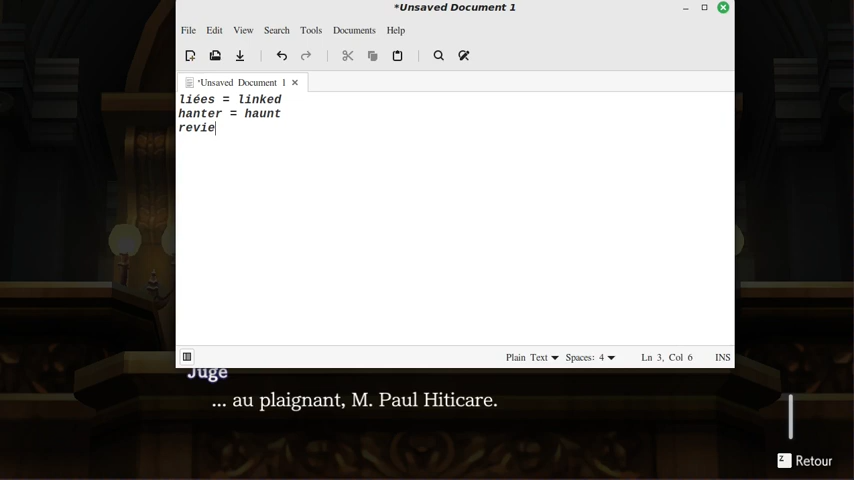 *Unsaved Document 1
File Edit View Search Tools Documents Help
*Unsaved Document 1
liées = linked
hanter = haunt
revie
Plain Text Spaces: 4 Ln 3, Col 6 INS
Juge
... au plaignant, M. Paul Hiticare.
Z Retour